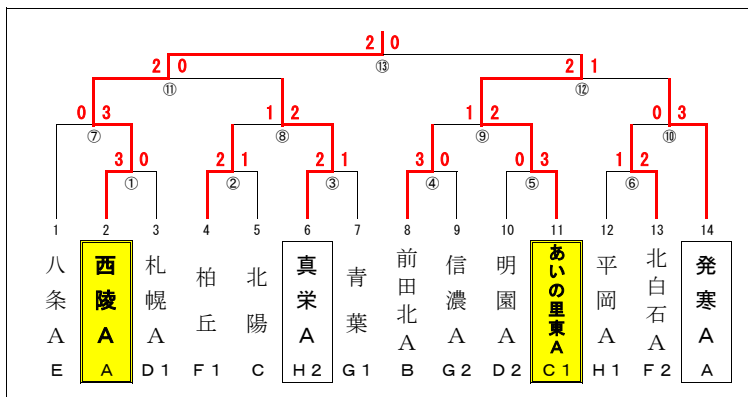 2 0
⑬
2 0
2 1
⑪
⑫
0 3
1 2
1 2
0 3
⑦
⑧
⑨
⑩
3 0
2 1
2 1
3 0
0 3
1 2
①
②
③
④
⑤
⑥
1 2 3 4 5 6 7 8 9 10 11 12 13 14
八条A
西陵A
札幌A
柏丘
北陽
真栄A
青葉
前田北A
信濃A
明園A
あいの里東A
平岡A
北白石A
発寒A
E A D1 F1 C H2 G1 B G2 D2 C1 H1 F2 A